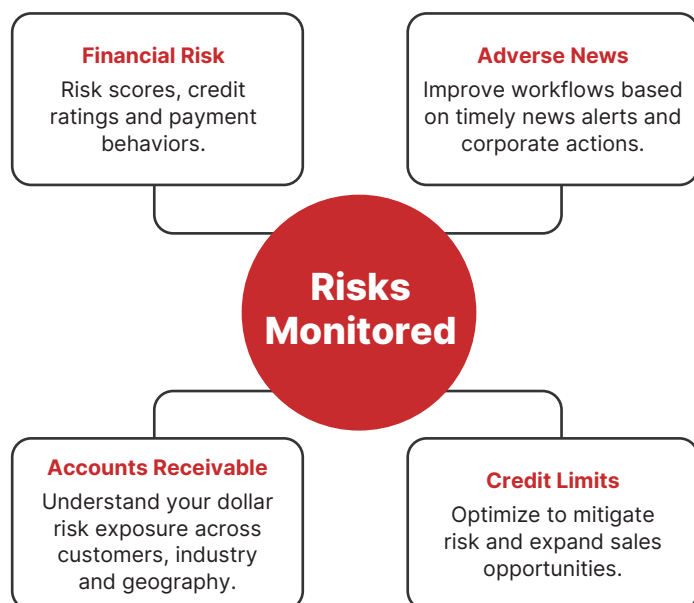 Financial Risk
Risk scores, credit
ratings and payment
behaviors.
Adverse News
Improve workflows based
on timely news alerts and
corporate actions.
Risks
Monitored
Accounts Receivable
Understand your dollar
risk exposure across
customers, industry
and geography.
Credit Limits
Optimize to mitigate
risk and expand sales
opportunities.